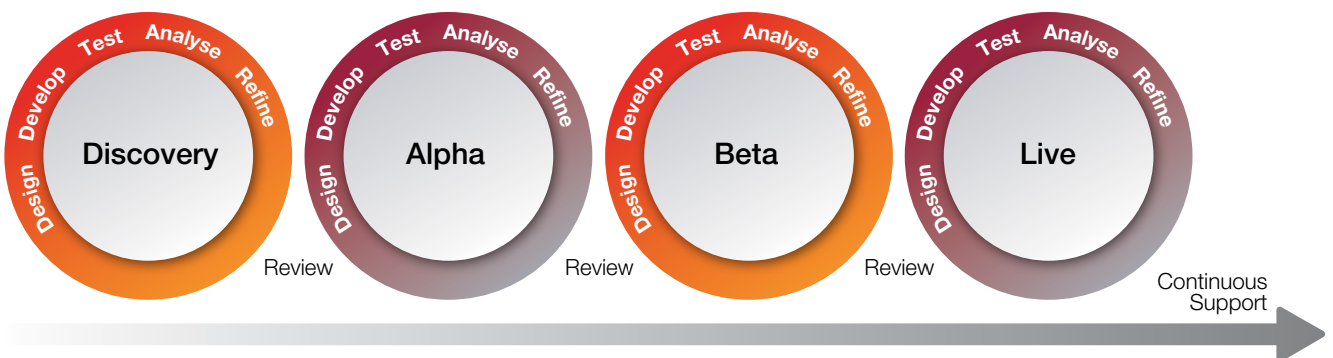 Design Develop Test Analyse Refine
Discovery
Review
Design Develop Test Analyse Refine
Alpha
Review
Design Develop Test Analyse Refine
Beta
Review
Design Develop Test Analyse Refine
Live
Continuous
Support